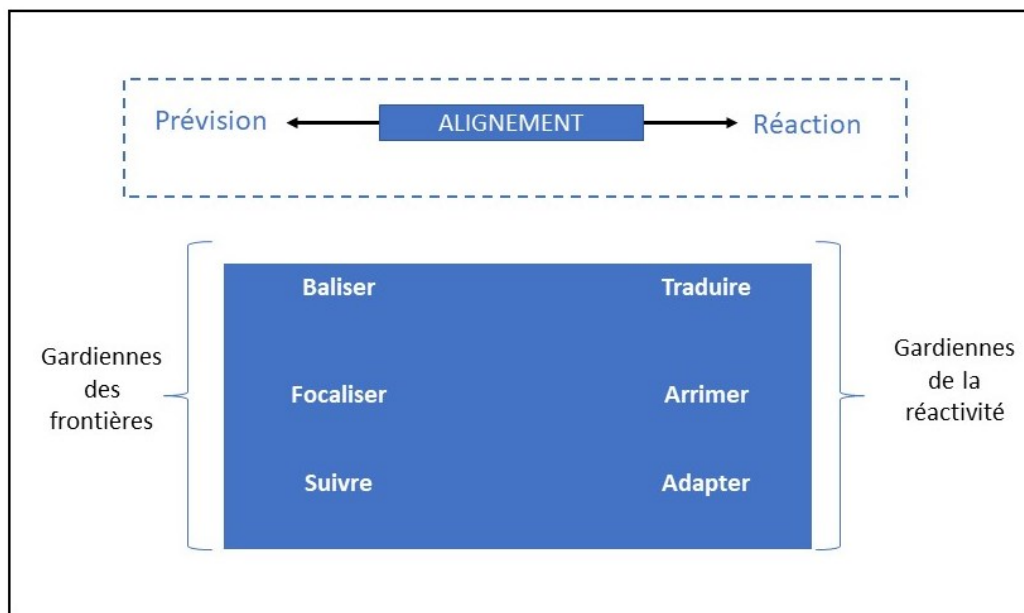 Prévision ALIGNEMENT Réaction
Baliser Traduire
Gardiennes
des
frontières
Focaliser Arrimer
Gardiennes
de la
réactivité
Suivre Adapter